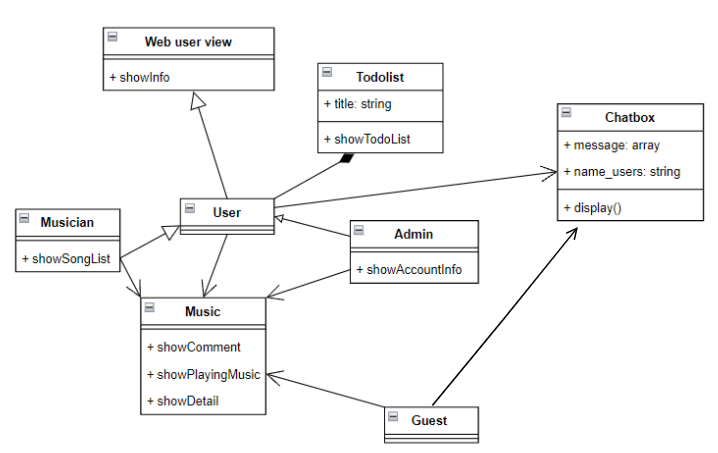 Web user view
+ showInfo
Todolist
+ title: string
+ showTodoList
Chatbox
+ message: array
+ name_users: string
+ display()
User
Musician
+ showSongList
Admin
+ showAccountInfo
Music
+ showComment
+ showPlayingMusic
+ showDetail
Guest